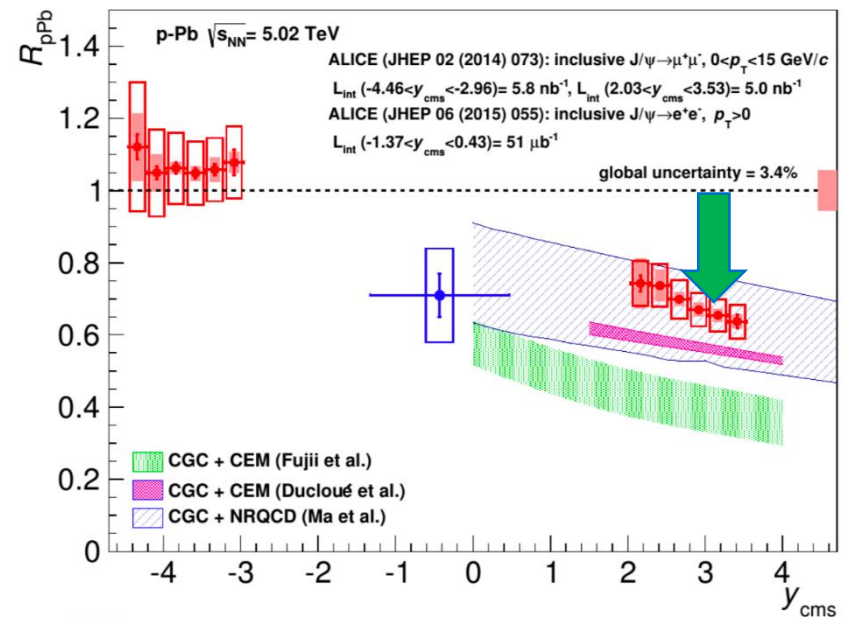 R_pPb
p-Pb √s_NN= 5.02 TeV
ALICE (JHEP 02 (2014) 073): inclusive J/ψ→μ⁺μ⁻, 0<p_T<15 GeV/c
L_int (-4.46<y_cms<-2.96)= 5.8 nb⁻¹, L_int (2.03<y_cms<3.53)= 5.0 nb⁻¹
ALICE (JHEP 06 (2015) 055): inclusive J/ψ→e⁺e⁻, p_T>0
L_int (-1.37<y_cms<0.43)= 51 μb⁻¹
global uncertainty = 3.4%
1.4
1.2
1
0.8
0.6
0.4
0.2
0
CGC + CEM (Fujii et al.)
CGC + CEM (Ducloué et al.)
CGC + NRQCD (Ma et al.)
-4 -3 -2 -1 0 1 2 3 4
y_cms